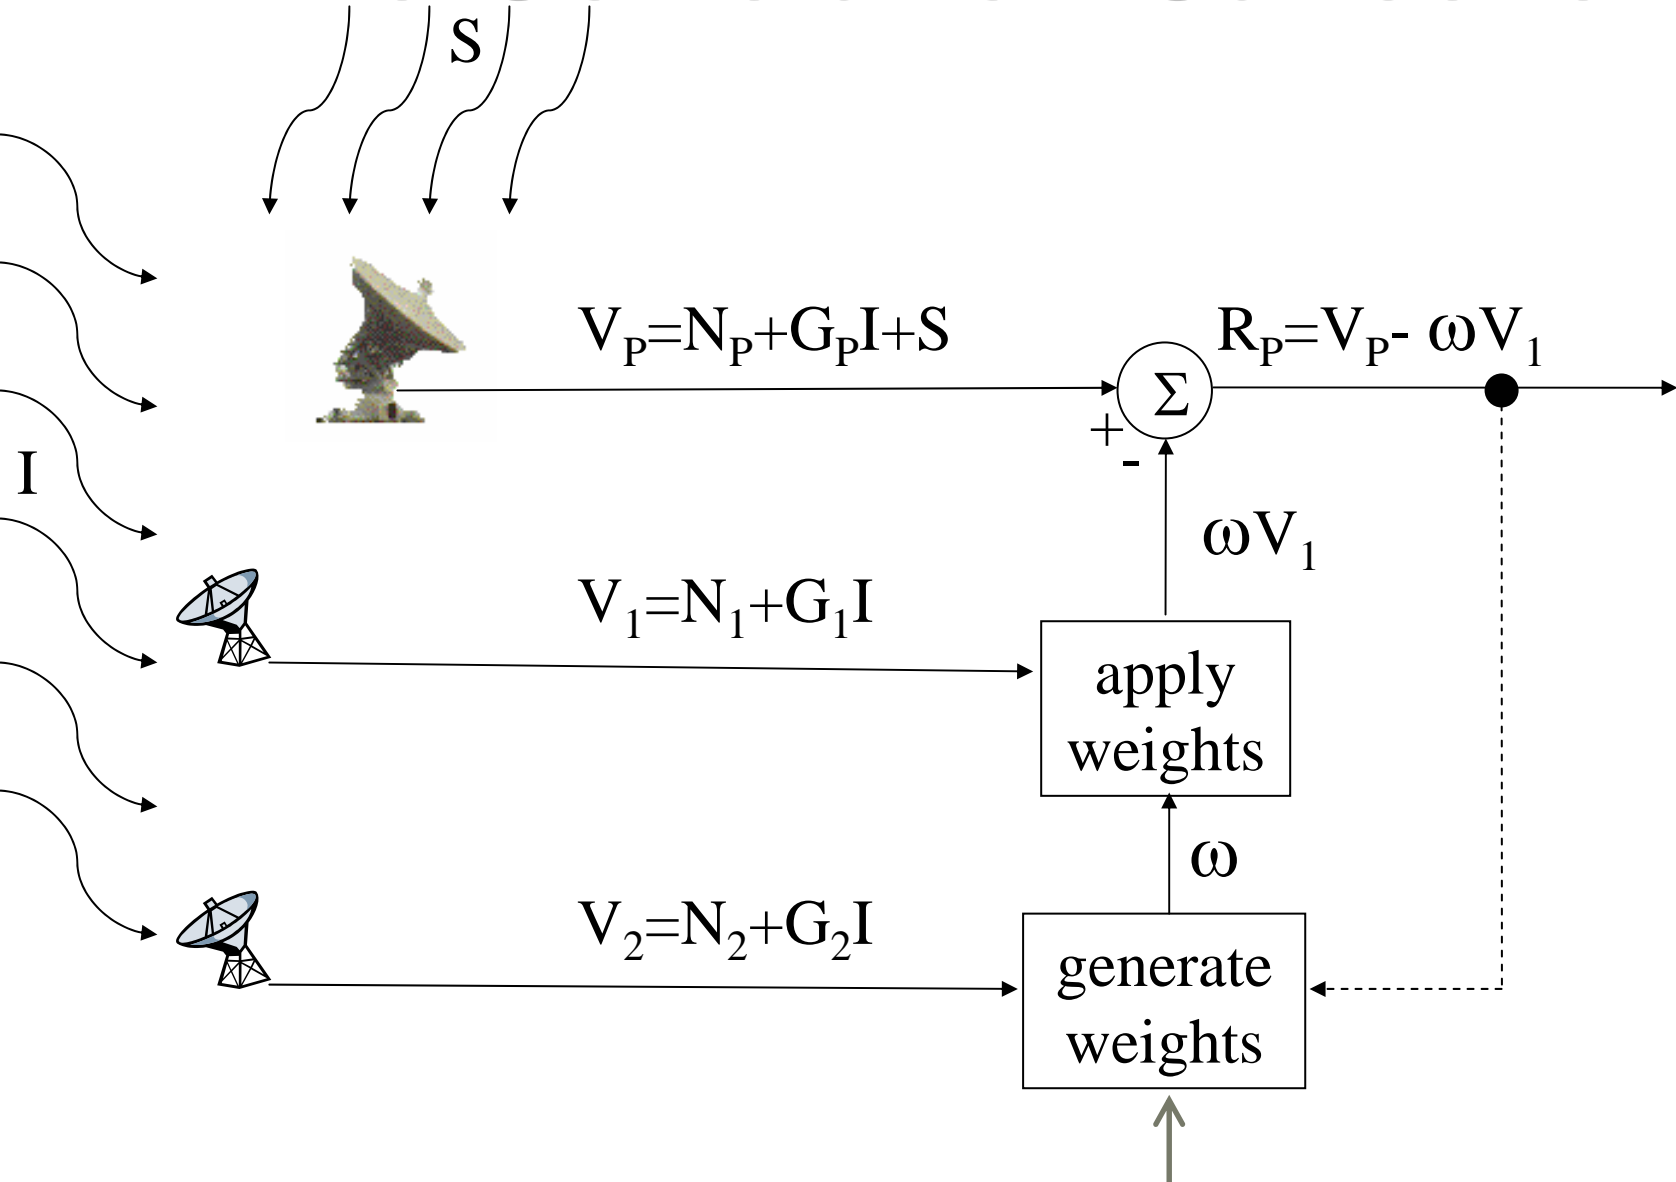 S
V_P=N_P+G_PI+S
R_P=V_P- ωV_1
Σ
+
-
I
ωV_1
V_1=N_1+G_1I
apply
weights
ω
V_2=N_2+G_2I
generate
weights